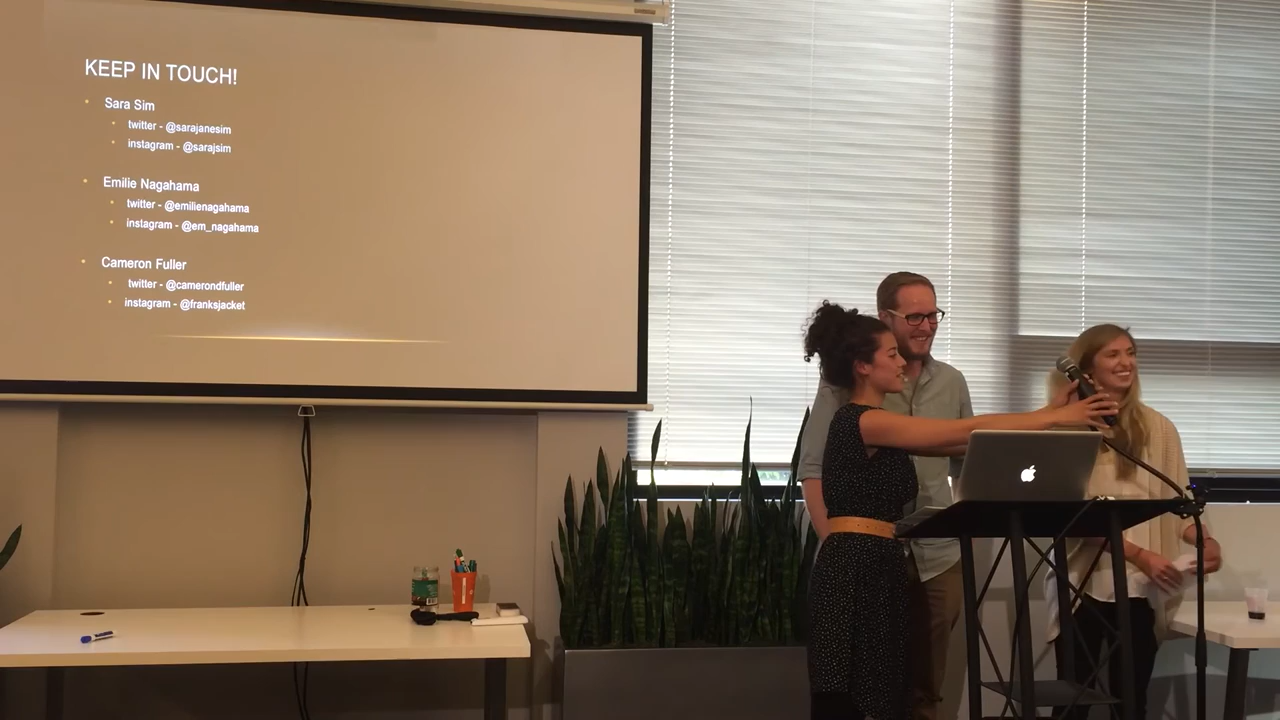 KEEP IN TOUCH!
Sara Sim
twitter - @sarajanesim
instagram - @sarajsim
Emilie Nagahama
twitter - @emilienagahama
instagram - @em_nagahama
Cameron Fuller
twitter - @camerondfuller
instagram - @franksjacket